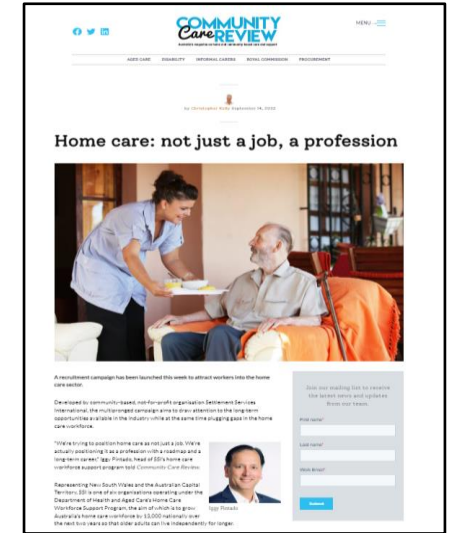 MENU
COMMUNITY
Care REVIEW
AGED CARE DISABILITY INFORMAL CARERS ROYAL COMMISSION PROCUREMENT
by Christopher September 2022
Home care: not just a job, a profession
A recruitment campaign has been launched this week to attract workers into the home
care sector.
Developed by community-based, not-for-profit organisation Settlement Services
International, the multipronged campaign aims to draw attention to the long-term
opportunities available in the industry while at the same time plugging gaps in the home
care workforce.
"We're trying to position home care as not just a job. We're
actually positioning it as a profession with a roadmap and a
long-term career," Iggy Pintado, head of SSI's home care
workforce support program told Community Care Review.
Representing New South Wales and the Australian Capital
Territory, SSI is one of six organisations operating under the
Department of Health and Aged Care's Home Care
Workforce Support Program, the aim of which is to grow
Australia's home care workforce by 13,000 nationally over
the next two years so that older adults can live independently for longer.
Iggy Pintado
Join our mailing list to receive
the latest news and updates
from our team.
First name*
Last name*
Work Email*
Submit